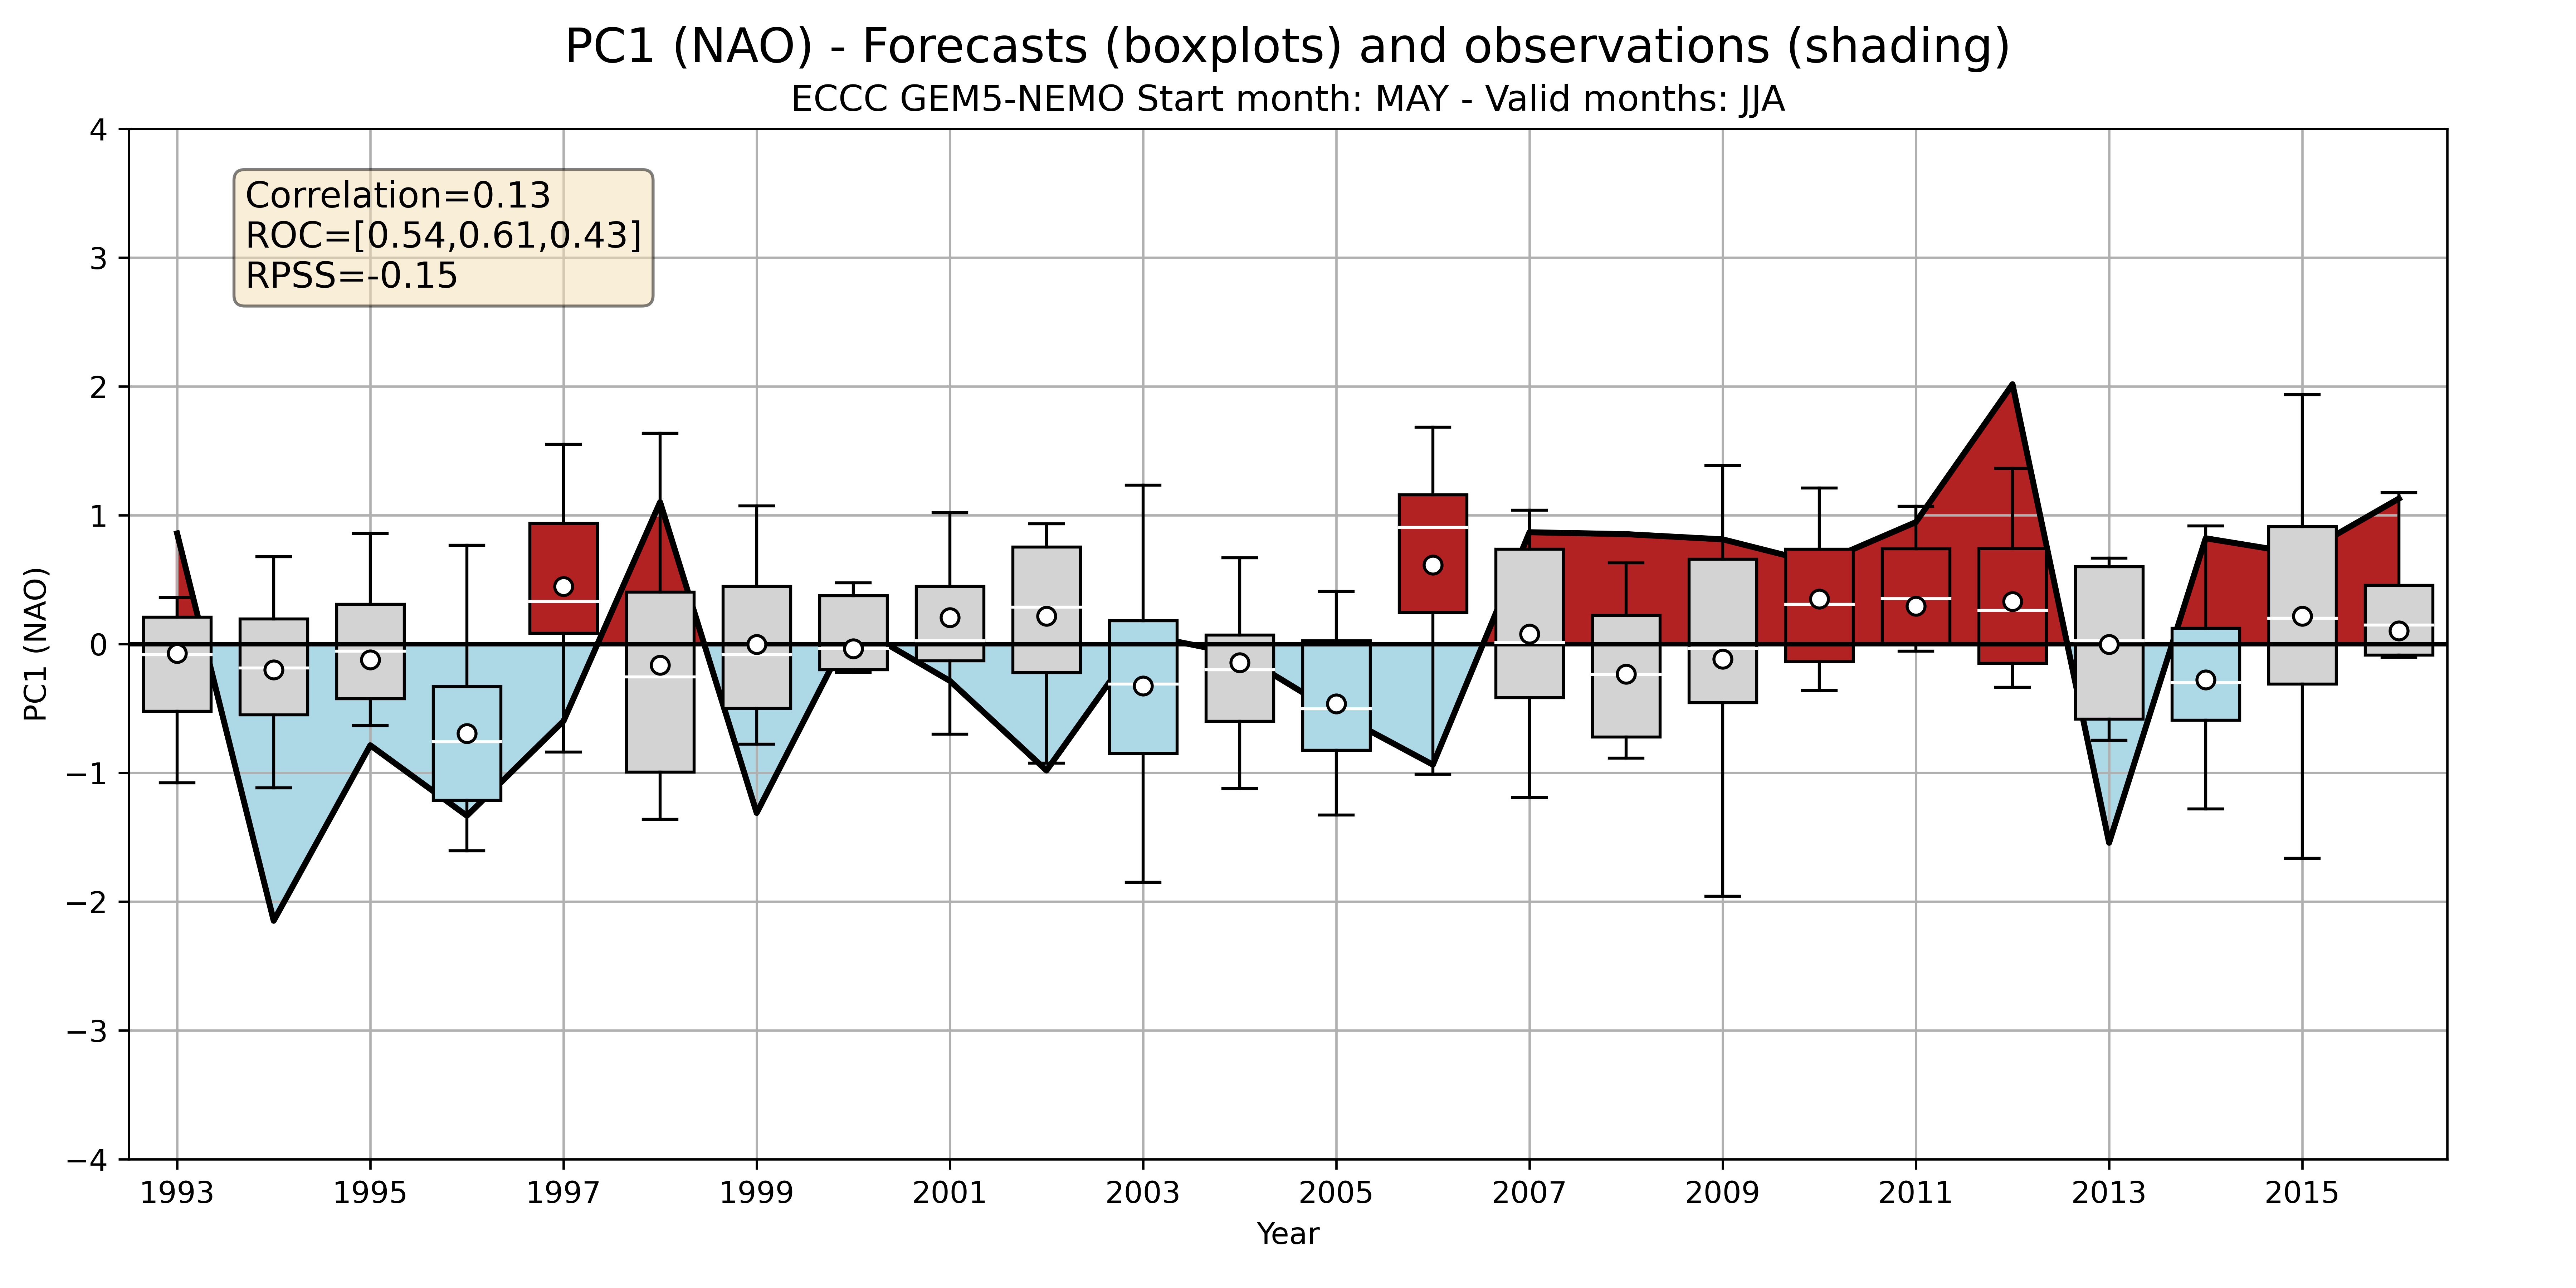 PC1 (NAO) - Forecasts (boxplots) and observations (shading)
ECCC GEM5-NEMO Start month: MAY - Valid months: JJA
Correlation=0.13
ROC=[0.54,0.61,0.43]
RPSS=-0.15
PC1 (NAO)
4
3
2
1
0
−1
−2
−3
−4
1993 1995 1997 1999 2001 2003 2005 2007 2009 2011 2013 2015
Year